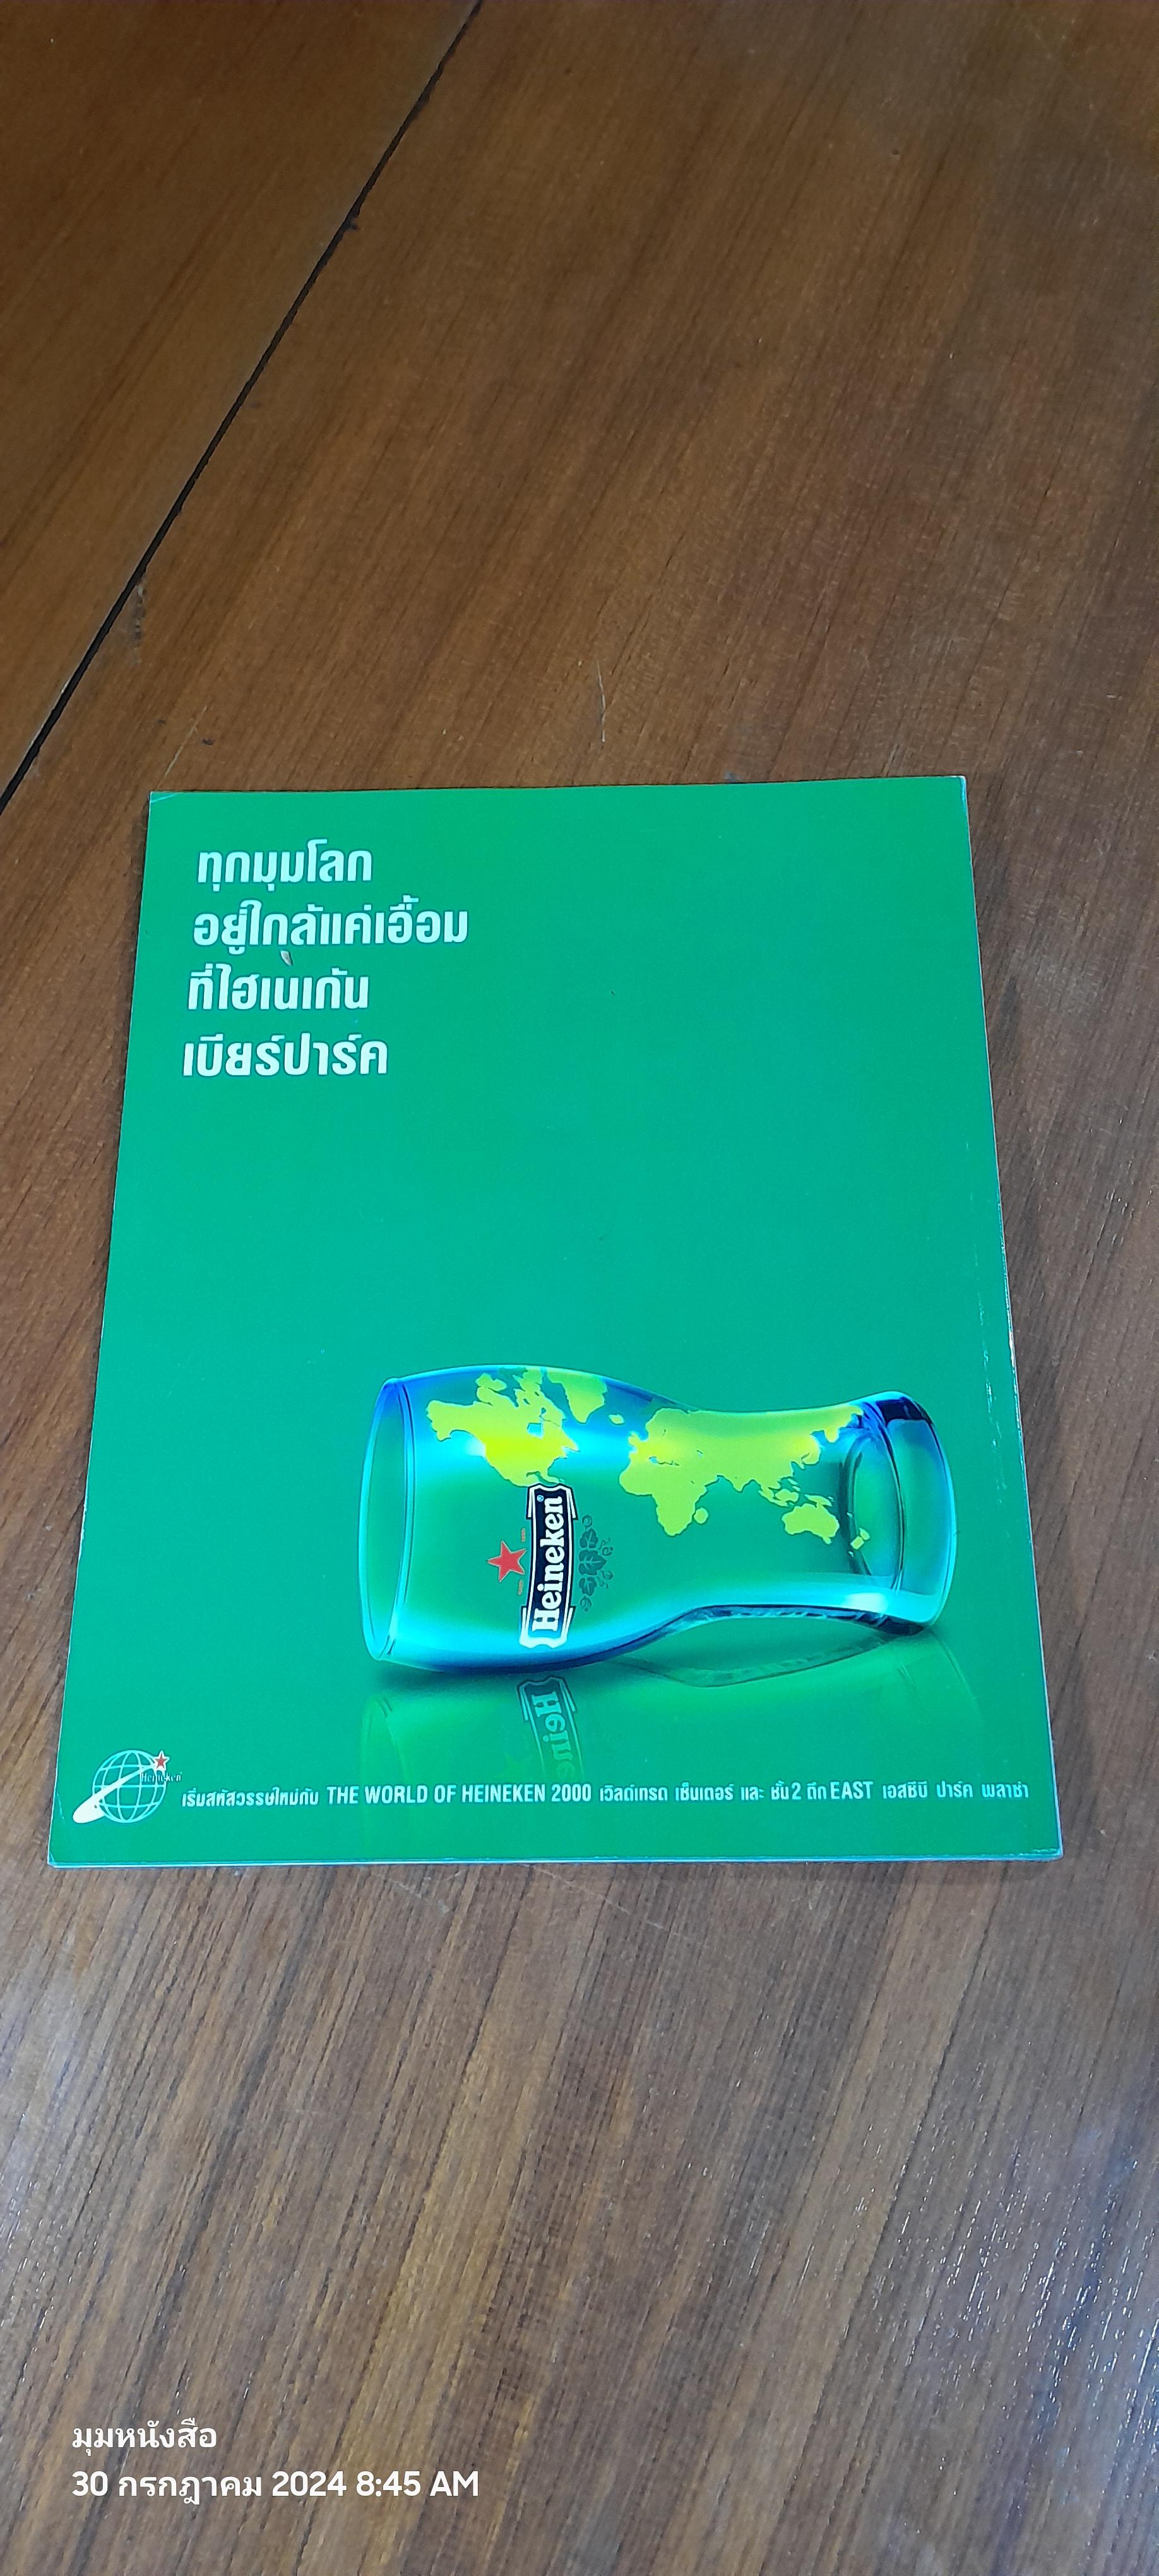 ทุกมุมโลก
อยู่ใกล้แค่เอื้อม
ที่ไฮเนเก้น
เบียร์ปาร์ค
Heineken
Heineken
Heineken
เริ่มสหัสวรรษใหม่กับ THE WORLD OF HEINEKEN 2000 เวิลด์เทรด เซ็นเตอร์ และ ชั้น 2 ตึก EAST เอสซีบี ปาร์ค พลาซ่า
มุมหนังสือ
30 กรกฎาคม 2024 8:45 AM